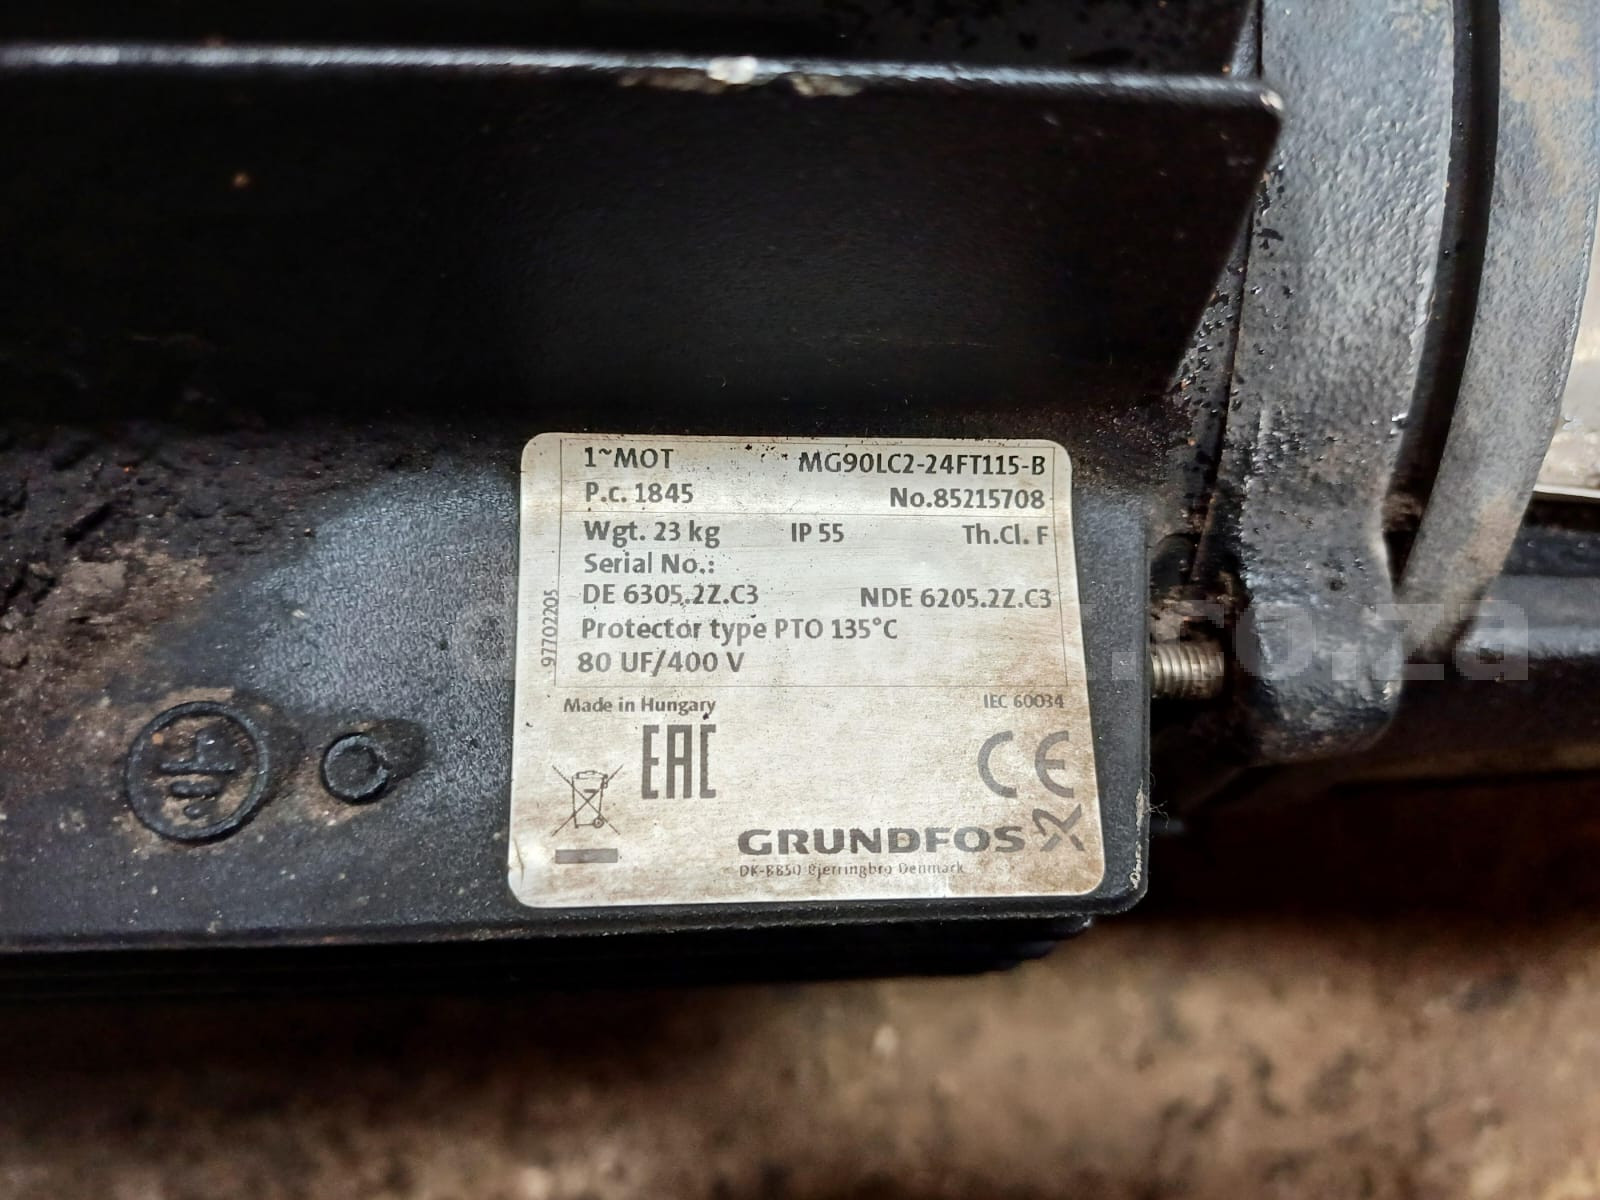 1~MOT MG90LC2-24FT115-B
P.c. 1845 No.85215708
Wgt. 23 kg IP 55 Th.Cl. F
Serial No.:
DE 6305.2Z.C3 NDE 6205.2Z.C3
Protector type PTO 135°C
80 UF/400 V
97702205
Made in Hungary IEC 60034
EAC CE
GRUNDFOS
DK-8850 Bjerringbro Denmark
.co.za